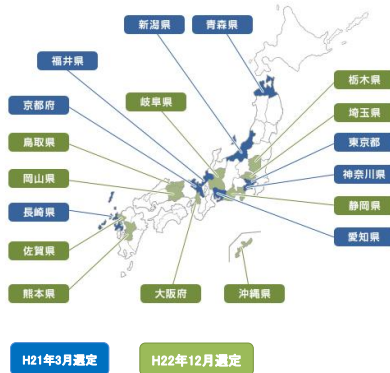 新潟県
青森県
福井県
栃木県
京都府
岐阜県
埼玉県
鳥取県
東京都
岡山県
神奈川県
長崎県
静岡県
佐賀県
愛知県
熊本県
大阪府
沖縄県
H21年3月選定
H22年12月選定